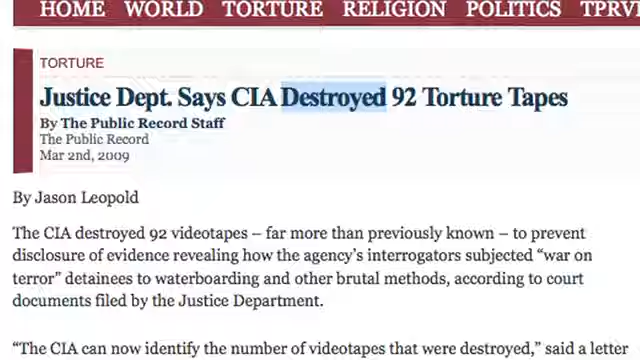 HOME WORLD TORTURE RELIGION POLITICS TPRV
TORTURE
Justice Dept. Says CIA Destroyed 92 Torture Tapes
By The Public Record Staff
The Public Record
Mar 2nd, 2009
By Jason Leopold
The CIA destroyed 92 videotapes – far more than previously known – to prevent
disclosure of evidence revealing how the agency's interrogators subjected “war on
terror” detainees to waterboarding and other brutal methods, according to court
documents filed by the Justice Department.
“The CIA can now identify the number of videotapes that were destroyed,” said a letter